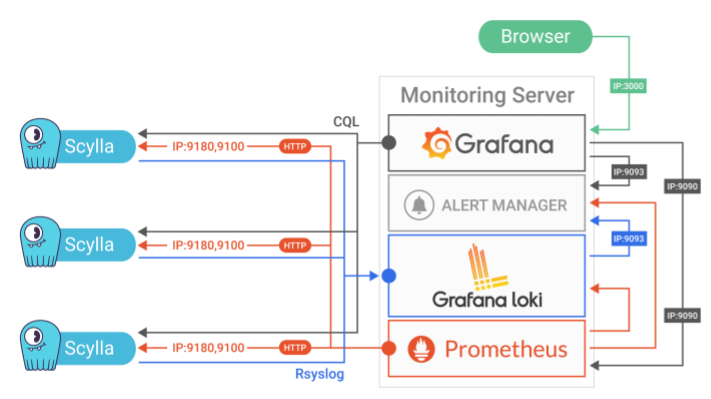 Browser
IP:3000
Monitoring Server
CQL
Grafana
Scylla
IP:9180,9100
HTTP
IP:9093
IP:9090
ALERT MANAGER
Scylla
IP:9180,9100
HTTP
IP:9093
Grafana loki
IP:9090
Scylla
IP:9180,9100
HTTP
Prometheus
Rsyslog